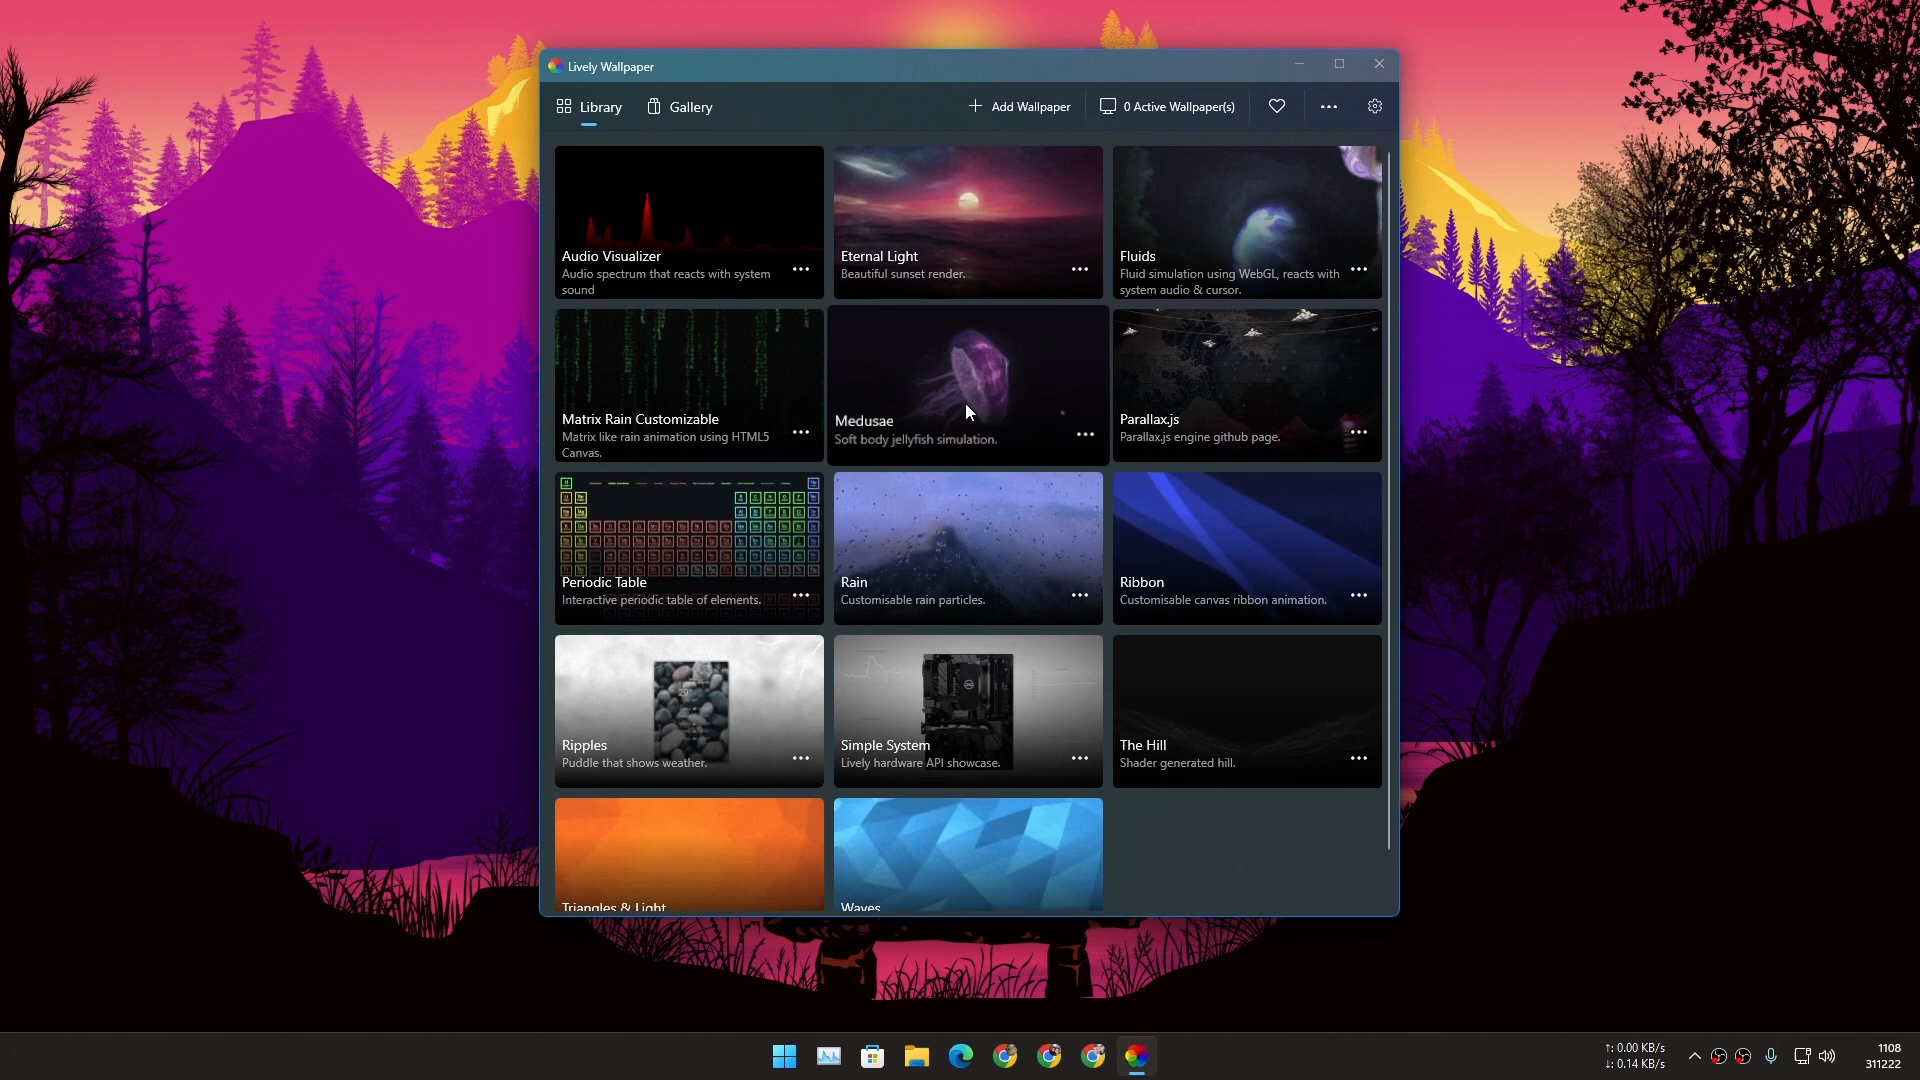 Lively Wallpaper
Library
Gallery
Add Wallpaper
0 Active Wallpaper(s)
Audio Visualizer
Audio spectrum that reacts with system
sound
Eternal Light
Beautiful sunset render.
Fluids
Fluid simulation using WebGL, reacts with
system audio & cursor.
Matrix Rain Customizable
Matrix like rain animation using HTML5
Canvas.
Medusae
Soft body jellyfish simulation.
Parallax.js
Parallax.js engine github page.
Periodic Table
Interactive periodic table of elements.
Rain
Customisable rain particles.
Ribbon
Customisable canvas ribbon animation.
Ripples
Puddle that shows weather.
Simple System
Lively hardware API showcase.
The Hill
Shader generated hill.
Triangles & Light
Waves
↑: 0.00 KB/s
↓: 0.14 KB/s
1108
311222